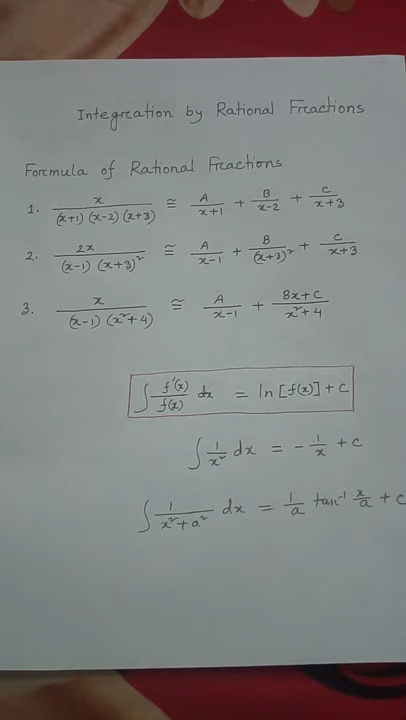 Integration by Rational Fractions
Formula of Rational Fractions
1. x/((x+1)(x-2)(x+3)) ≅ A/(x+1) + B/(x-2) + C/(x+3)
2. 2x/((x-1)(x+3)²) ≅ A/(x-1) + B/(x+3)² + C/(x+3)
3. x/((x-1)(x²+4)) ≅ A/(x-1) + (Bx+C)/(x²+4)
∫ f'(x)/f(x) dx = ln [f(x)] + c
∫ 1/x² dx = - 1/x + c
∫ 1/(x²+a²) dx = 1/a tan⁻¹ x/a + c